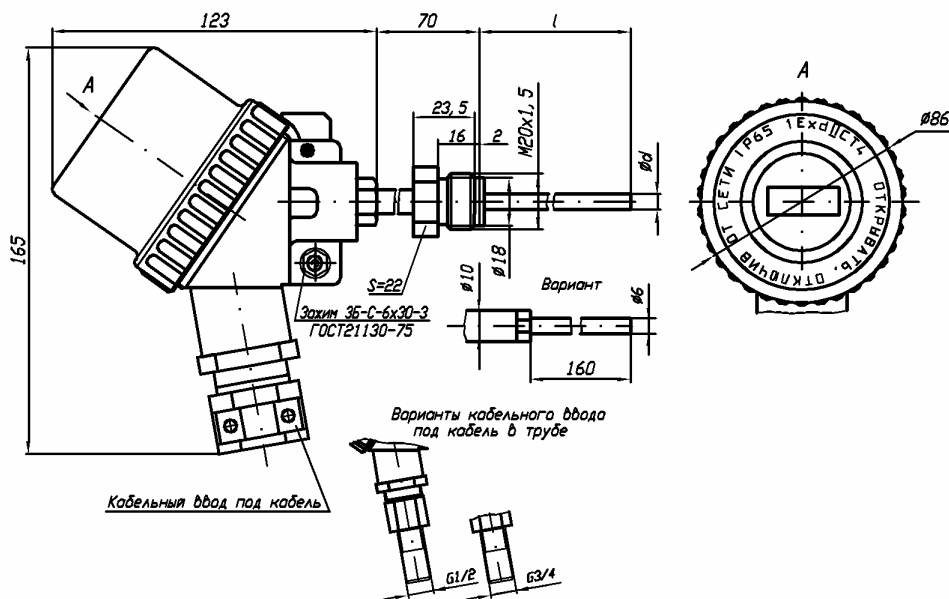 123
70
l
A
A
165
23,5
16
2
M20x1,5
Ød
Ø86
Ø18
S=22
Зажим ЗБ-С-6x30-3
ГОСТ21130-75
Ø10
Вариант
Ø6
160
ОТКРЫВАТЬ, ОТКЛЮЧИВ ОТ СЕТИ IP65 1ExdIICT4
Варианты кабельного ввода
под кабель в трубе
Кабельный ввод под кабель
G1/2
G3/4